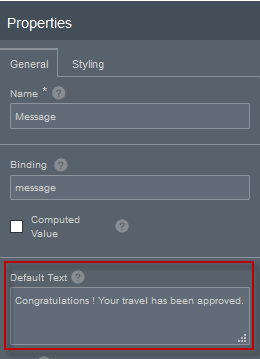 Properties
General Styling
Name * ?
Message
Binding ?
message
Computed
Value ?
Default Text ?
Congratulations ! Your travel has been approved.